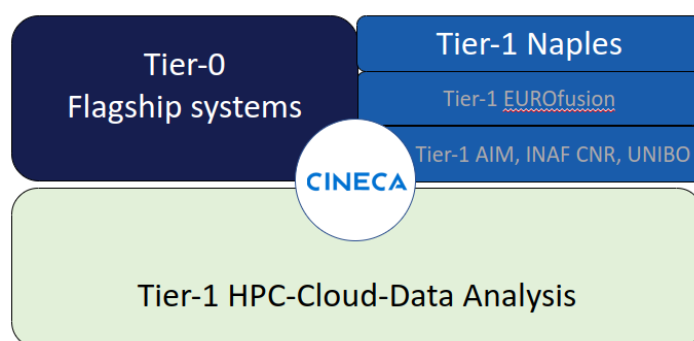 Tier-0
Flagship systems
Tier-1 Naples
Tier-1 EUROfusion
Tier-1 AIM, INAF CNR, UNIBO
CINECA
Tier-1 HPC-Cloud-Data Analysis